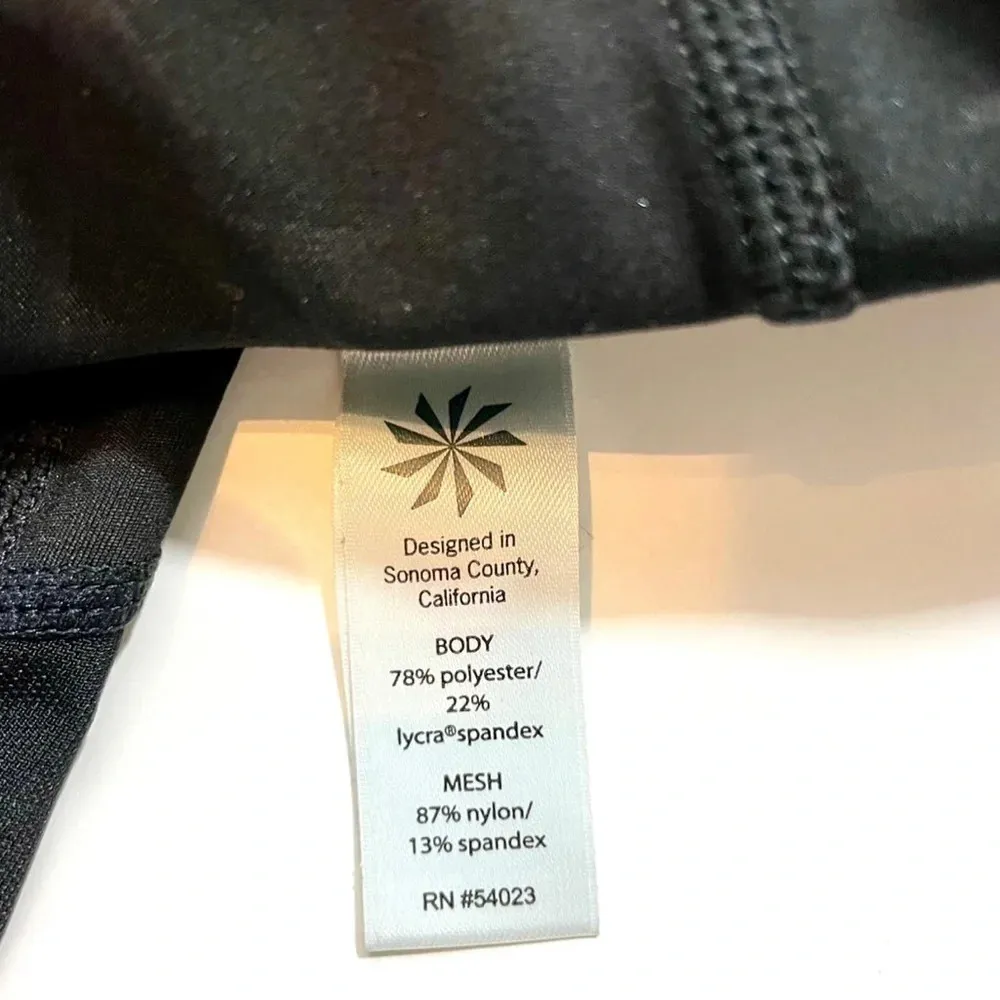 Designed in
Sonoma County,
California
BODY
78% polyester/
22%
lycra®spandex
MESH
87% nylon/
13% spandex
RN #54023